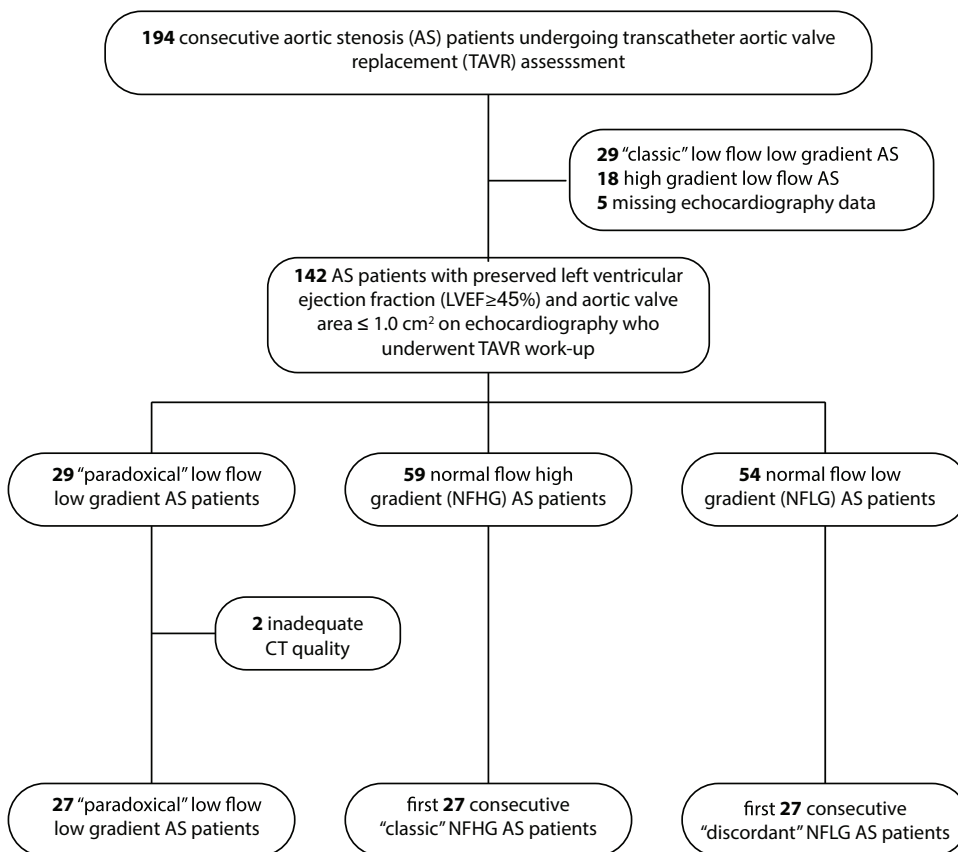 194 consecutive aortic stenosis (AS) patients undergoing transcatheter aortic valve
replacement (TAVR) assesssment
29 “classic” low flow low gradient AS
18 high gradient low flow AS
5 missing echocardiography data
142 AS patients with preserved left ventricular
ejection fraction (LVEF≥45%) and aortic valve
area ≤ 1.0 cm² on echocardiography who
underwent TAVR work-up
29 “paradoxical” low flow
low gradient AS patients
59 normal flow high
gradient (NFHG) AS patients
54 normal flow low
gradient (NFLG) AS patients
2 inadequate
CT quality
27 “paradoxical” low flow
low gradient AS patients
first 27 consecutive
“classic” NFHG AS patients
first 27 consecutive
“discordant” NFLG AS patients